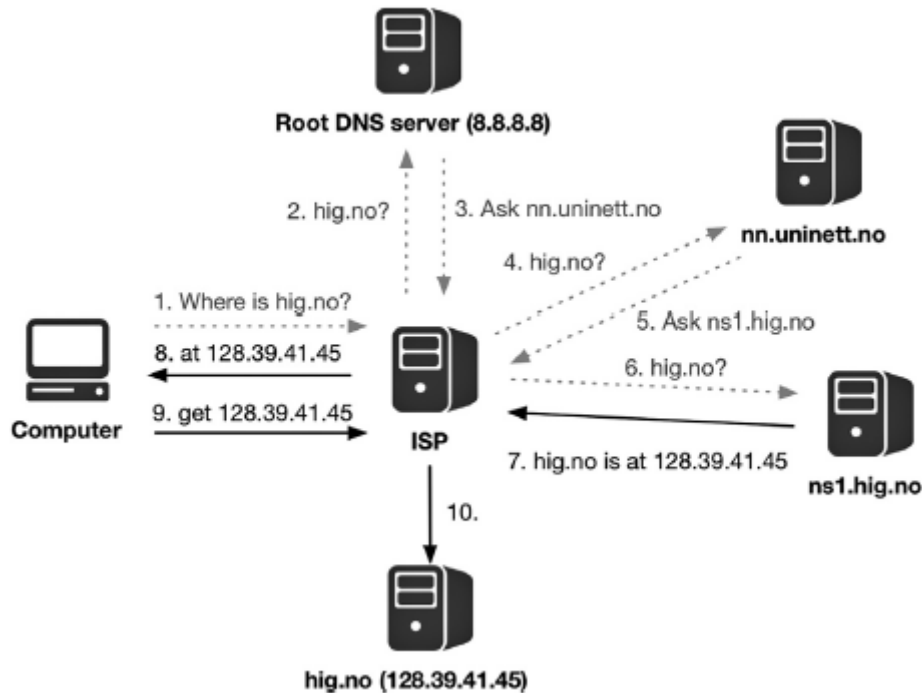 Root DNS server (8.8.8.8)
2. hig.no?
3. Ask nn.uninett.no
nn.uninett.no
4. hig.no?
1. Where is hig.no?
5. Ask ns1.hig.no
8. at 128.39.41.45
6. hig.no?
9. get 128.39.41.45
Computer
ISP
7. hig.no is at 128.39.41.45
ns1.hig.no
10.
hig.no (128.39.41.45)